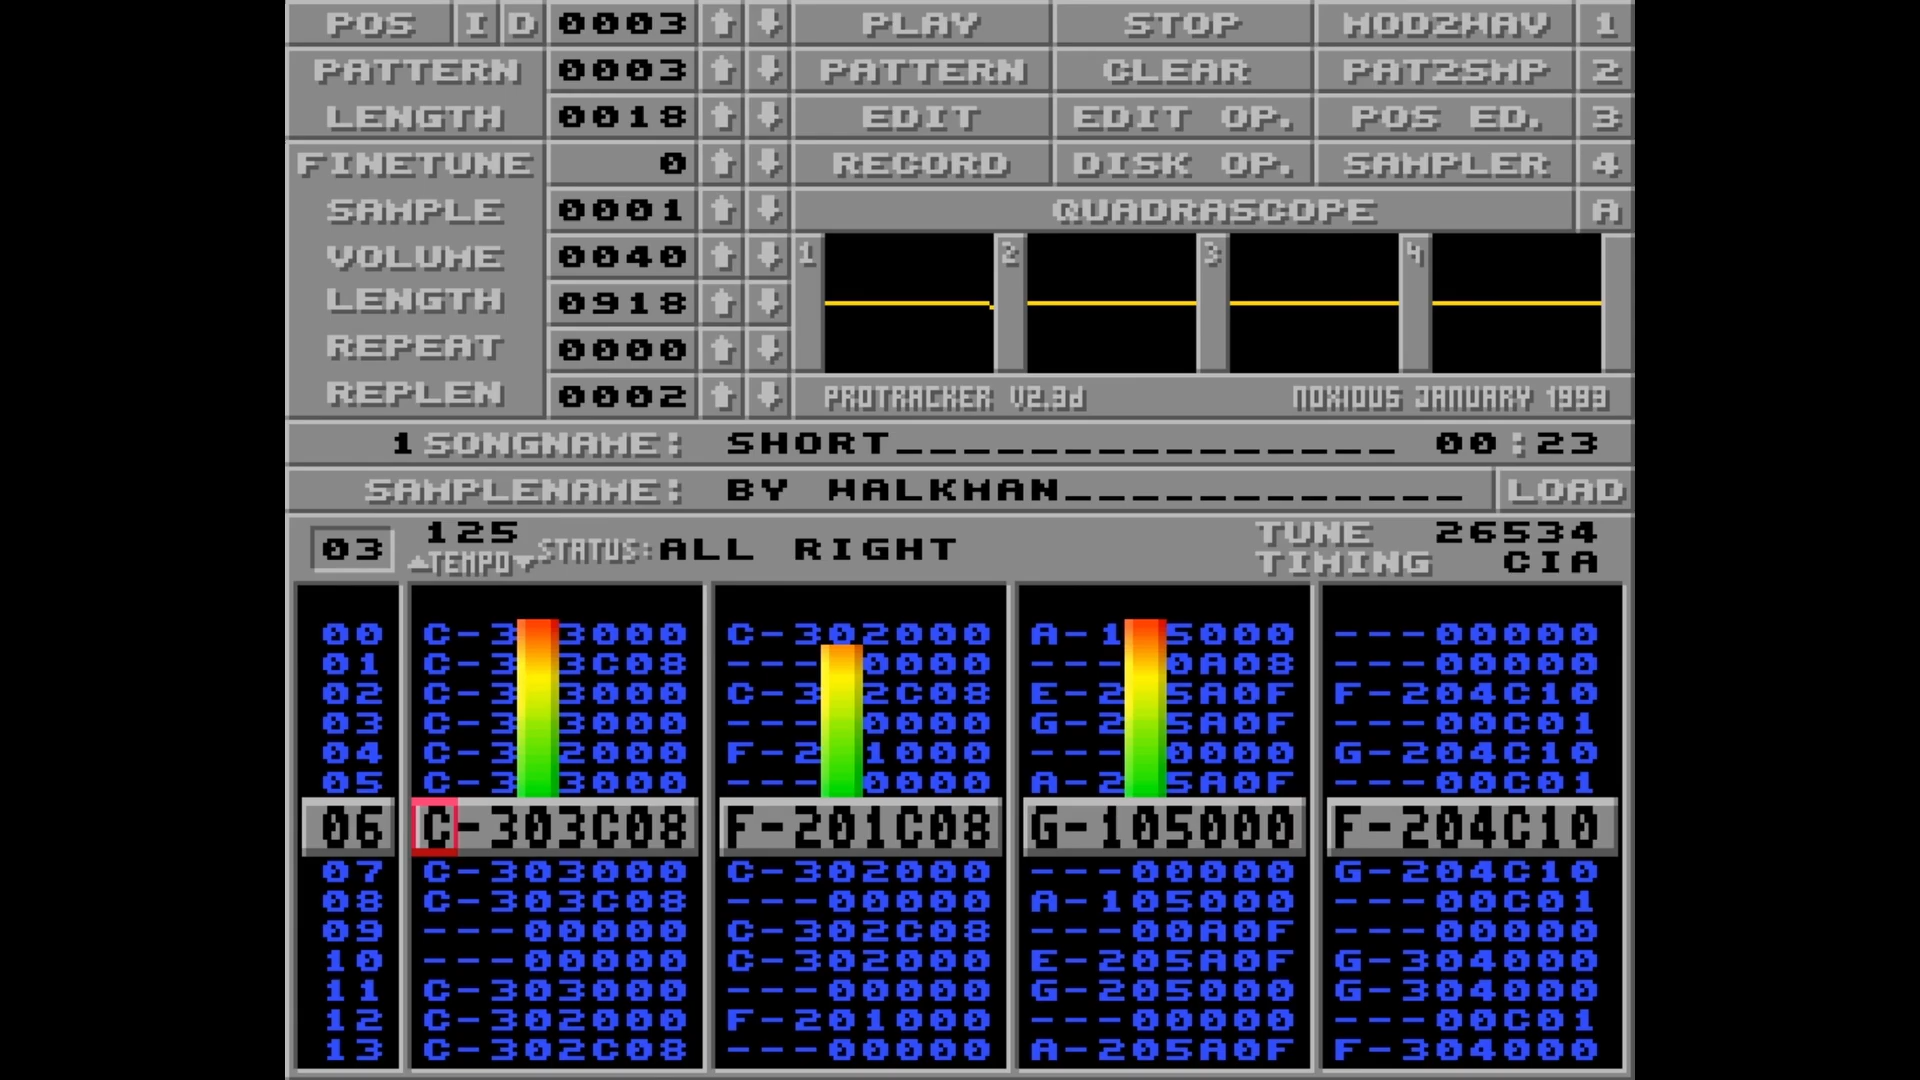 POS I D 0003 PLAY STOP MOD2WAV 1
PATTERN 0003 PATTERN CLEAR PAT2SMP 2
LENGTH 0018 EDIT EDIT OP. POS ED. 3
FINETUNE 0 RECORD DISK OP. SAMPLER 4
SAMPLE 0001 QUADRASCOPE A
VOLUME 0040 1 2 3 4
LENGTH 0918
REPEAT 0000
REPLEN 0002 PROTRACKER V2.3d NOXIOUS JANUARY 1993
1 SONGNAME: SHORT_______________ 00:23
SAMPLENAME: BY WALKMAN____________ LOAD
03 125 TEMPO STATUS: ALL RIGHT TUNE 26534
TIMING CIA
00 C-3 3000 C-302000 A-1 5000 ---00000
01 C-3 3C08 --- 0000 --- 0A08 ---00000
02 C-3 3000 C-3 2C08 E-2 5A0F F-204C10
03 C-3 3000 --- 0000 G-2 5A0F ---00C01
04 C-3 2000 F-2 1000 --- 0000 G-204C10
05 C-3 3000 --- 0000 A-2 5A0F ---00C01
06 C-303C08 F-201C08 G-105000 F-204C10
07 C-303000 C-302000 ---00000 G-204C10
08 C-303C08 ---00000 A-105000 ---00C01
09 ---00000 C-302C08 ---00A0F ---00000
10 ---00000 C-302000 E-205A0F G-304000
11 C-303000 ---00000 G-205000 G-304000
12 C-302000 F-201000 ---00000 ---00C01
13 C-302C08 ---00000 A-205A0F F-304000